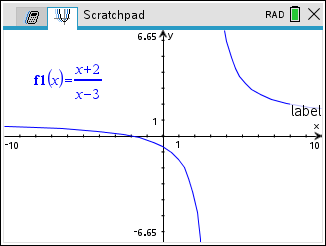 Scratchpad RAD
6.65 y
f1(x)=x+2/x-3
label
x
-10 1 1 10
-6.65